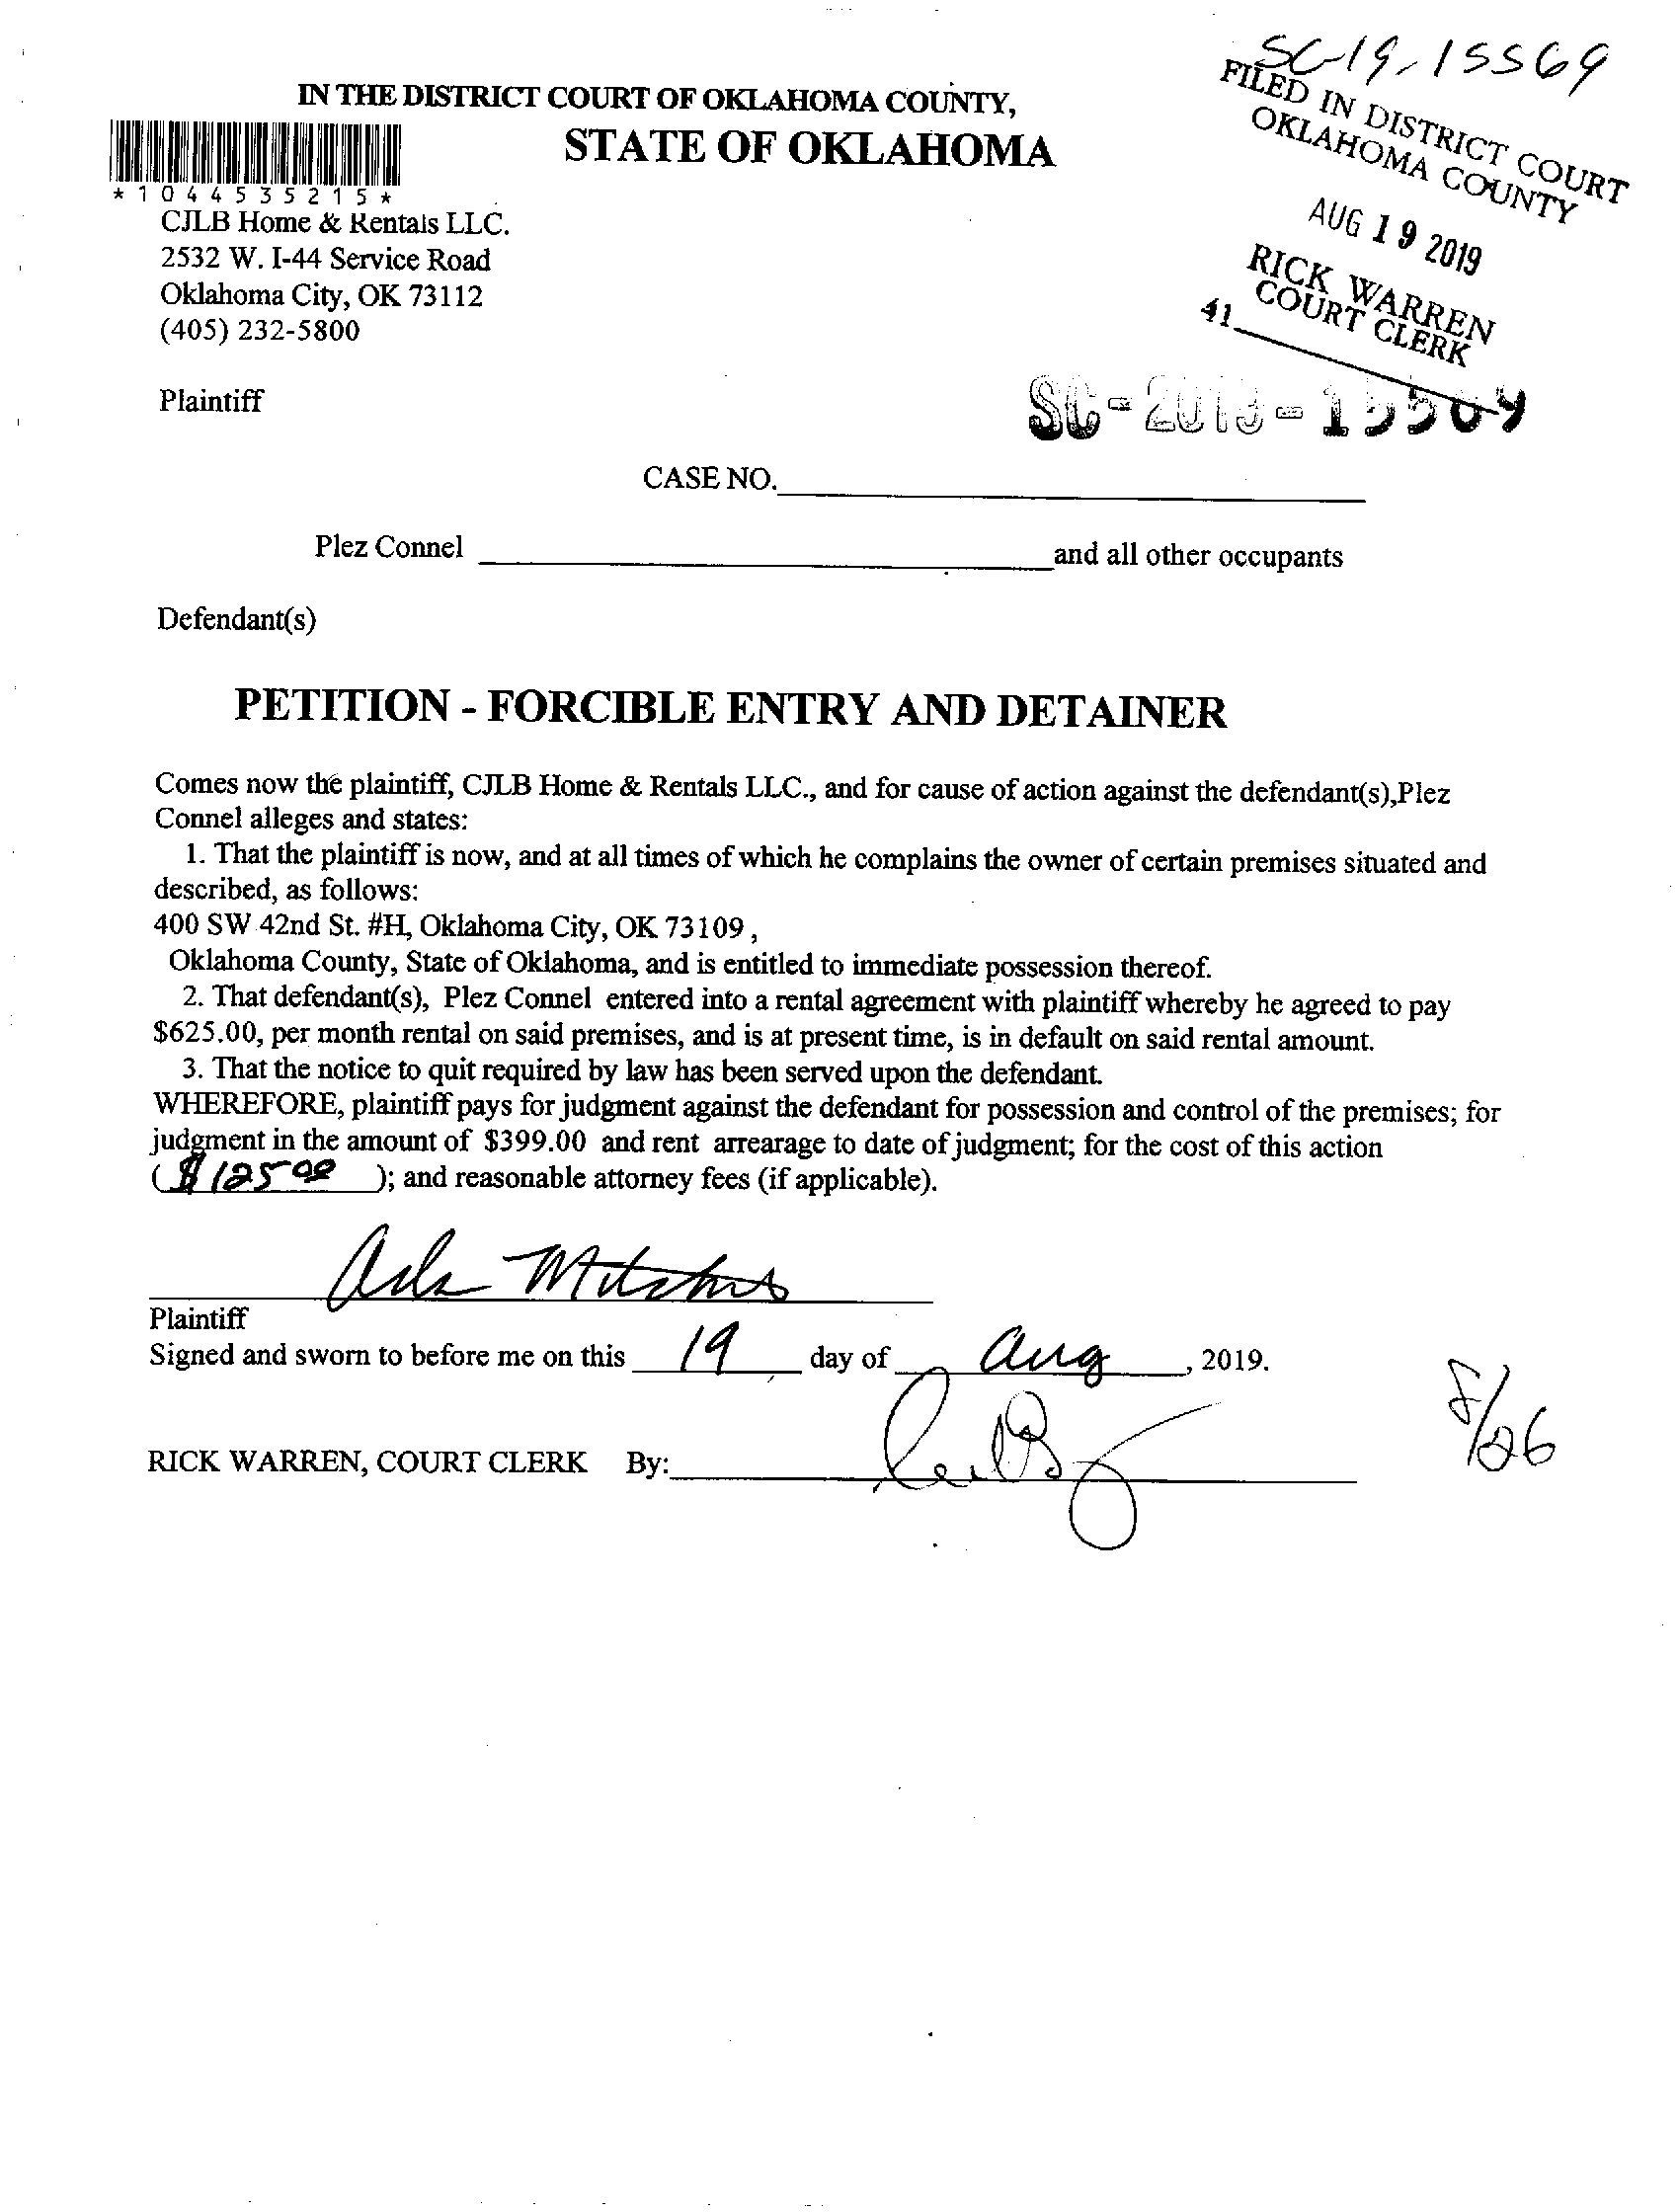 SC-19-15569
FILED IN DISTRICT COURT
OKLAHOMA COUNTY
IN THE DISTRICT COURT OF OKLAHOMA COUNTY,
STATE OF OKLAHOMA
*1044535215*
AUG 19 2019
RICK WARREN
COURT CLERK
41
CJLB Home & Rentals LLC.
2532 W. I-44 Service Road
Oklahoma City, OK 73112
(405) 232-5800
Plaintiff
CASE NO.
Plez Connel and all other occupants
Defendant(s)
PETITION - FORCIBLE ENTRY AND DETAINER
Comes now the plaintiff, CJLB Home & Rentals LLC., and for cause of action against the defendant(s),Plez
Connel alleges and states:
1. That the plaintiff is now, and at all times of which he complains the owner of certain premises situated and
described, as follows:
400 SW 42nd St. #H, Oklahoma City, OK 73109 ,
Oklahoma County, State of Oklahoma, and is entitled to immediate possession thereof.
2. That defendant(s), Plez Connel entered into a rental agreement with plaintiff whereby he agreed to pay
$625.00, per month rental on said premises, and is at present time, is in default on said rental amount.
3. That the notice to quit required by law has been served upon the defendant.
WHEREFORE, plaintiff pays for judgment against the defendant for possession and control of the premises; for
judgment in the amount of $399.00 and rent arrearage to date of judgment; for the cost of this action
( $125 00 ); and reasonable attorney fees (if applicable).
Plaintiff
Signed and sworn to before me on this 19 day of Aug , 2019.
8/26
RICK WARREN, COURT CLERK By: